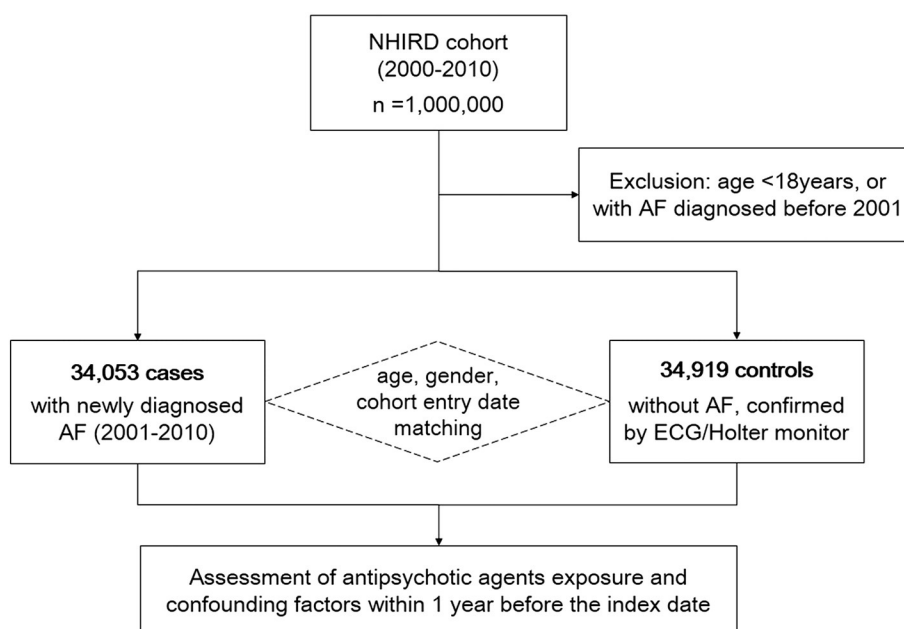 NHIRD cohort
(2000-2010)
n =1,000,000
Exclusion: age <18years, or
with AF diagnosed before 2001
34,053 cases
with newly diagnosed
AF (2001-2010)
age, gender,
cohort entry date
matching
34,919 controls
without AF, confirmed
by ECG/Holter monitor
Assessment of antipsychotic agents exposure and
confounding factors within 1 year before the index date